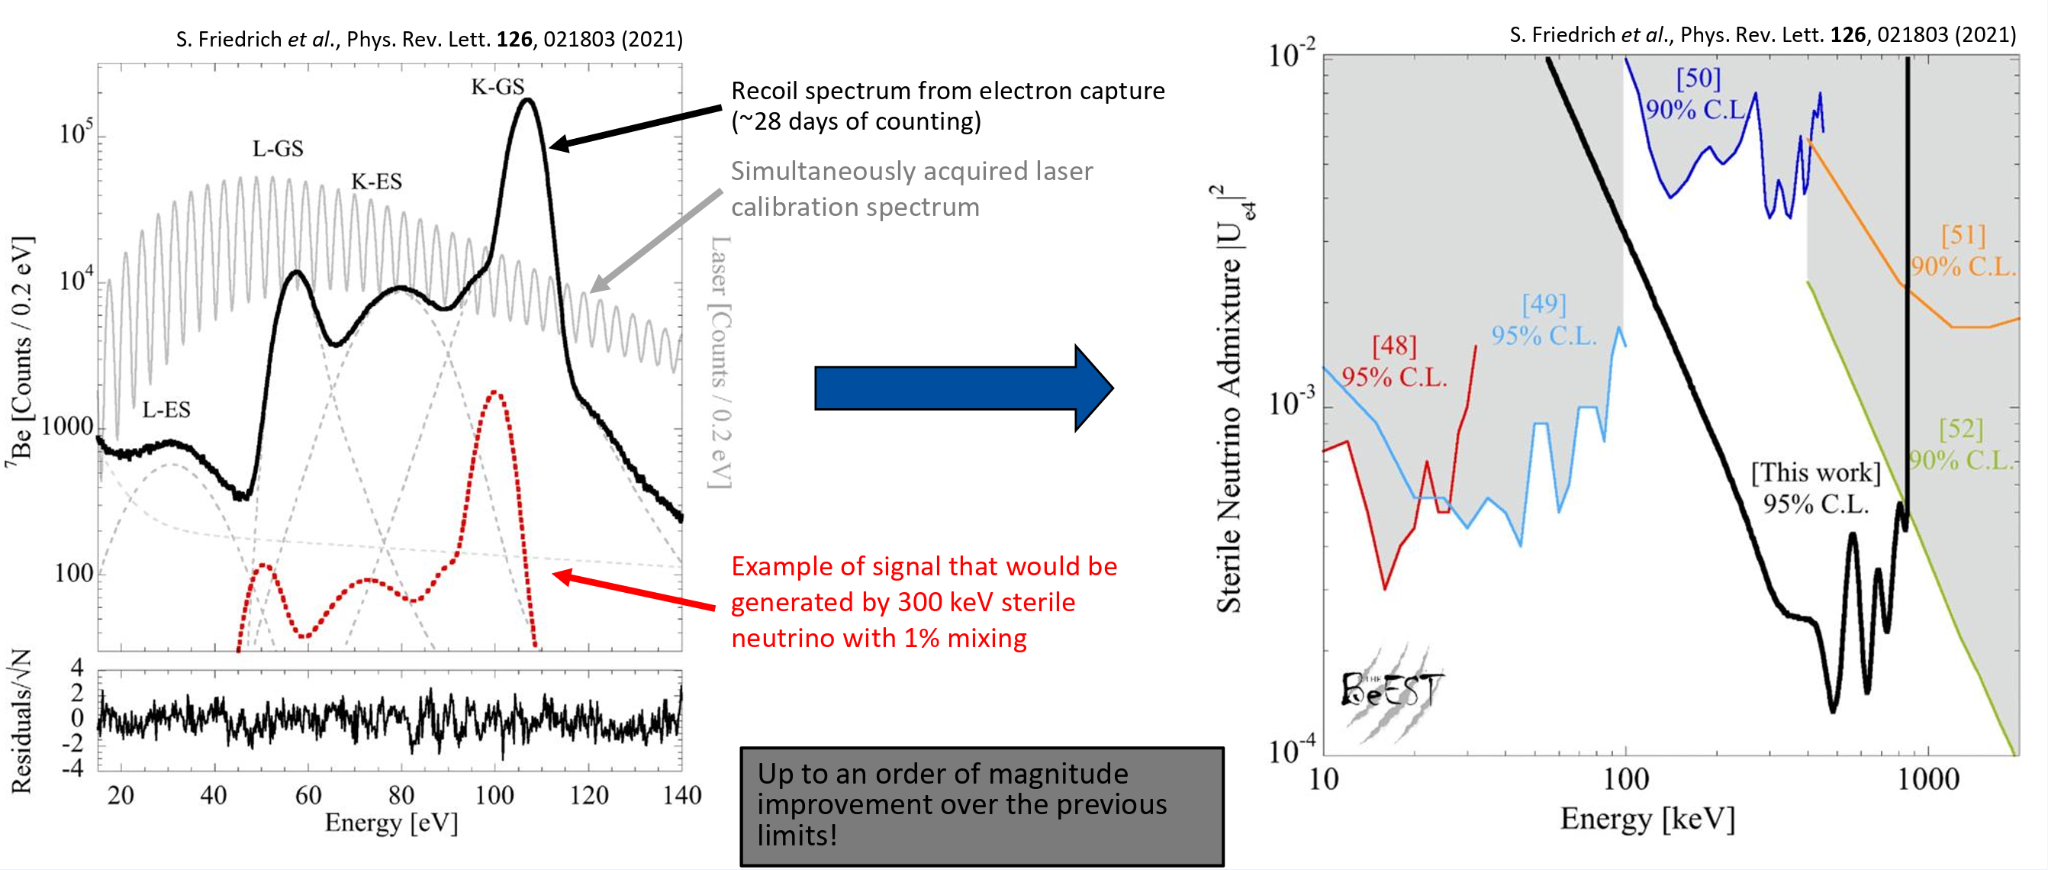 S. Friedrich et al., Phys. Rev. Lett. 126, 021803 (2021)
K-GS
L-GS
K-ES
L-ES
10^5
10^4
1000
100
⁷Be [Counts / 0.2 eV]
Laser [Counts / 0.2 eV]
4
2
0
-2
-4
Residuals/√N
20 40 60 80 100 120 140
Energy [eV]
Recoil spectrum from electron capture
(~28 days of counting)
Simultaneously acquired laser
calibration spectrum
Example of signal that would be
generated by 300 keV sterile
neutrino with 1% mixing
Up to an order of magnitude
improvement over the previous
limits!
S. Friedrich et al., Phys. Rev. Lett. 126, 021803 (2021)
10^-2
10^-3
10^-4
Sterile Neutrino Admixture |U_e4|^2
[50]
90% C.L.
[51]
90% C.L.
[49]
95% C.L.
[48]
95% C.L.
[52]
90% C.L.
[This work]
95% C.L.
THE
BeEST
10 100 1000
Energy [keV]